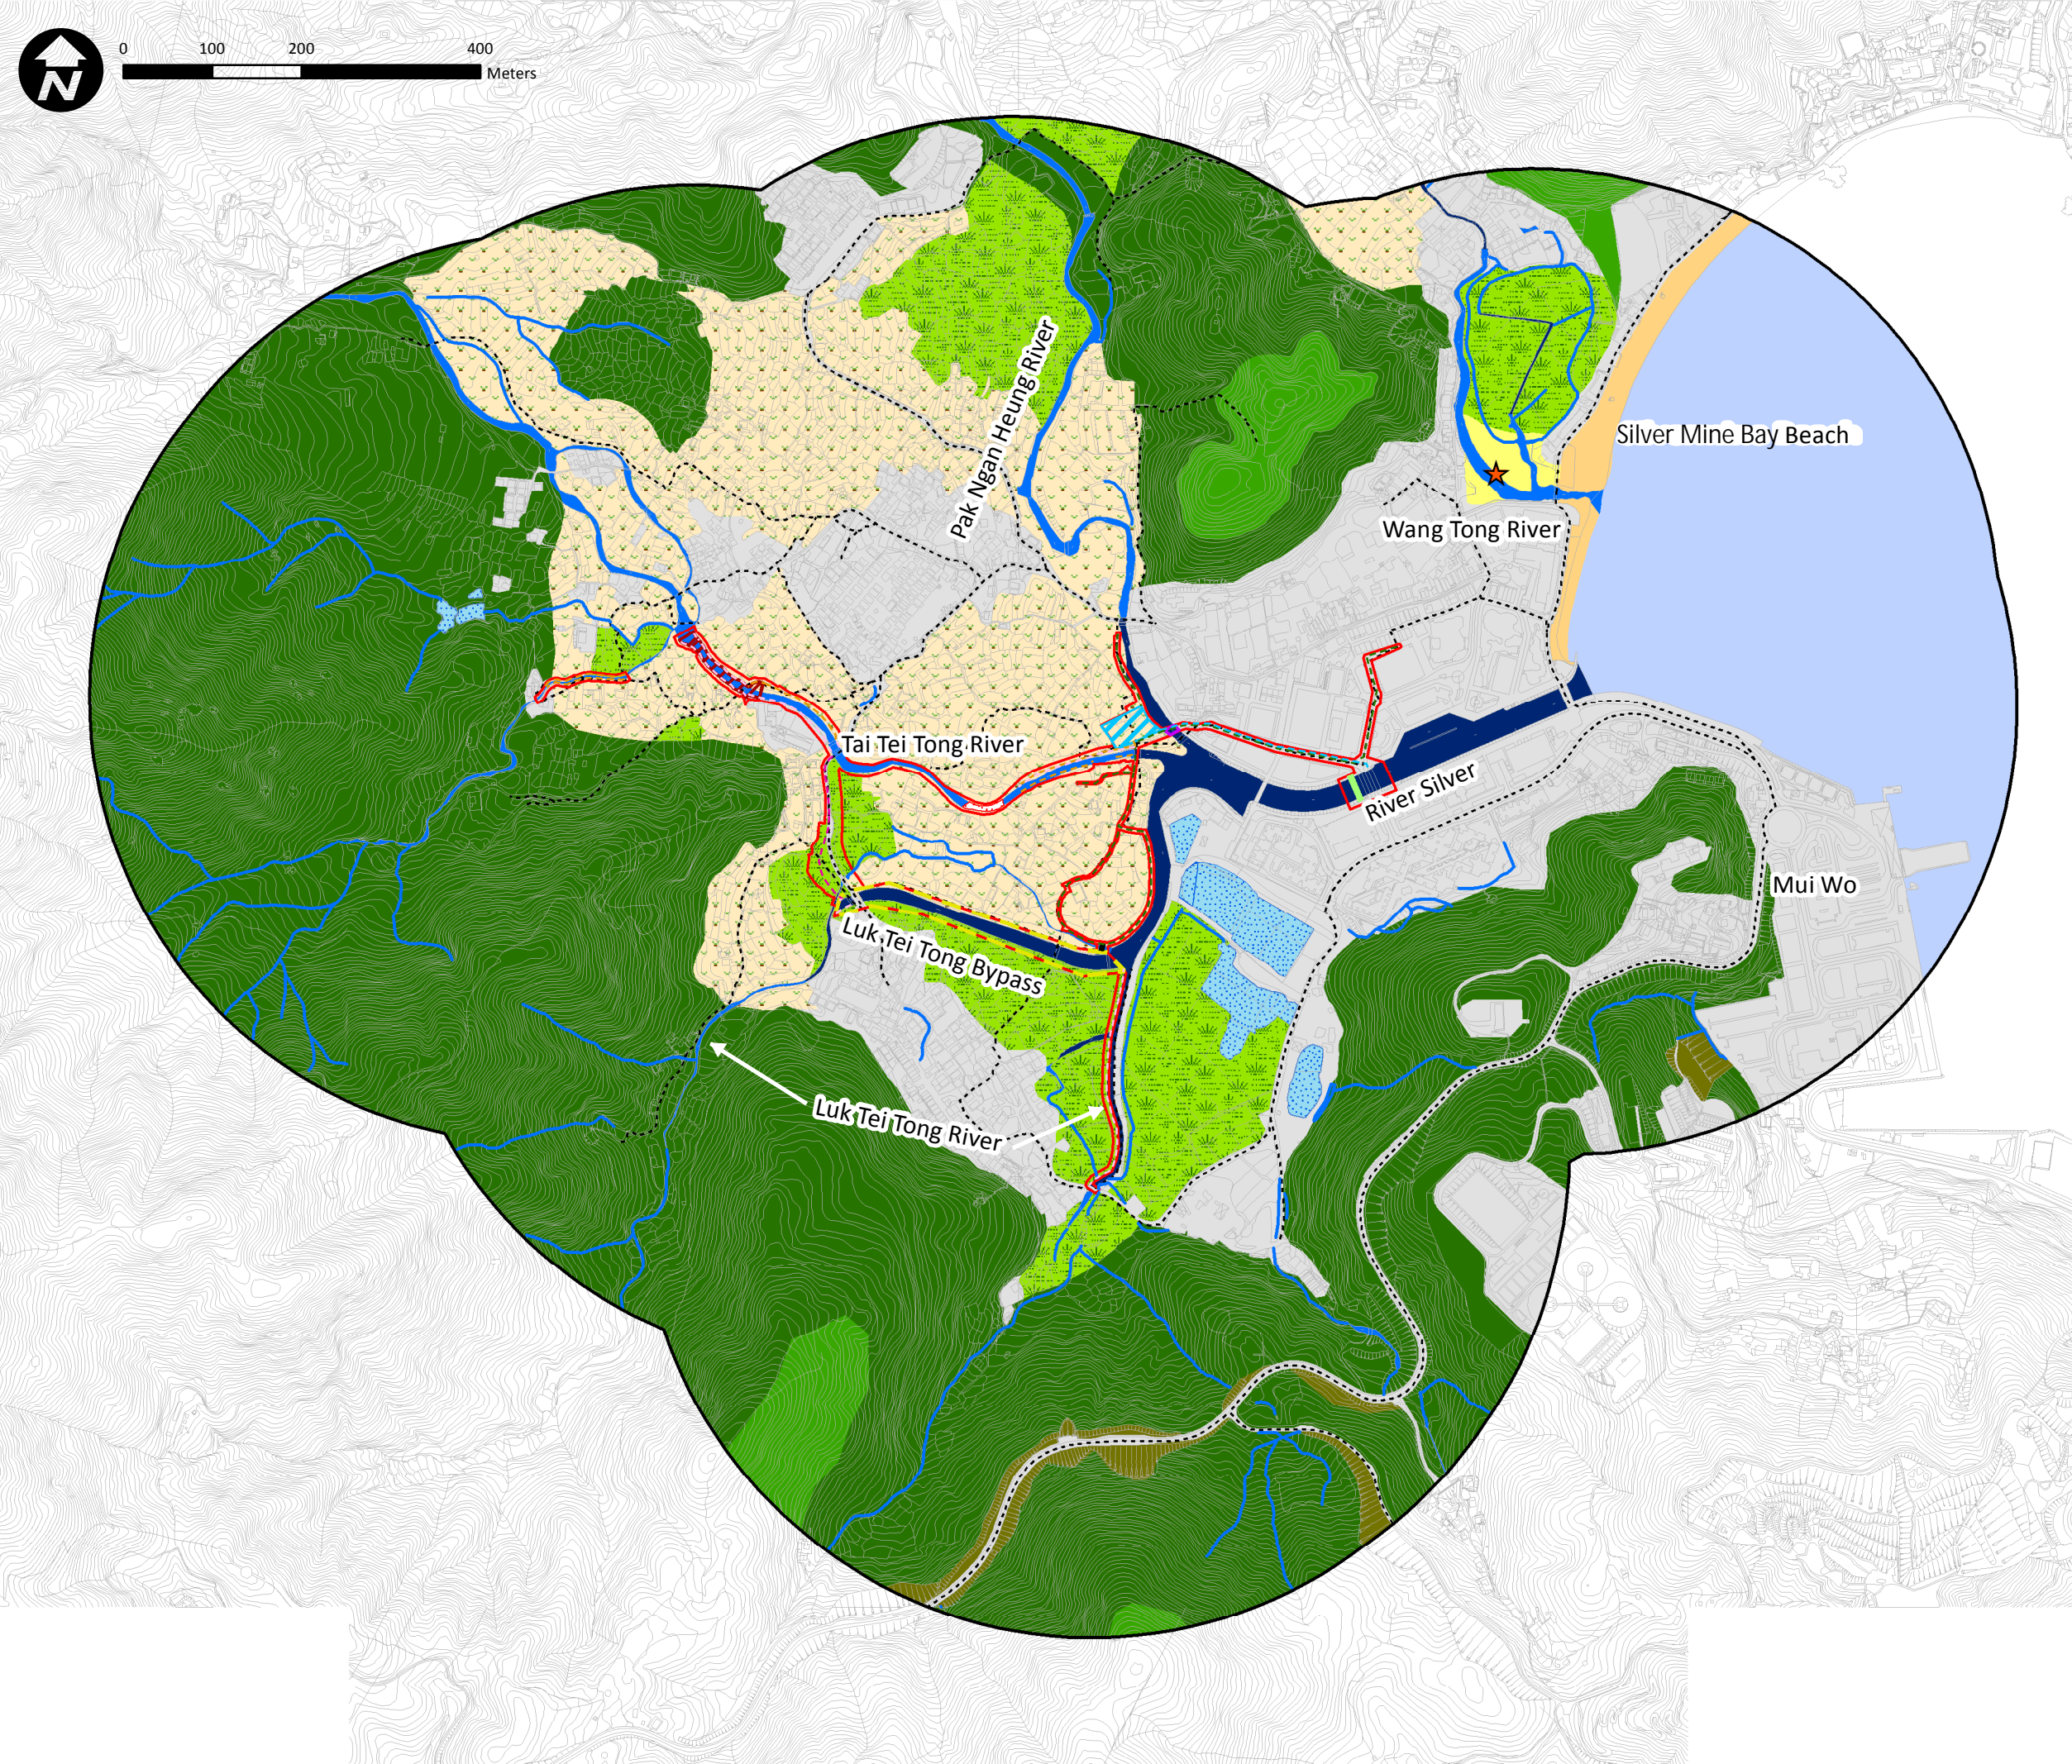 0 100 200 400
Meters
N
Pak Ngan Heung River
Silver Mine Bay Beach
Wang Tong River
Tai Tei Tong River
River Silver
Mui Wo
Luk Tei Tong Bypass
Luk Tei Tong River